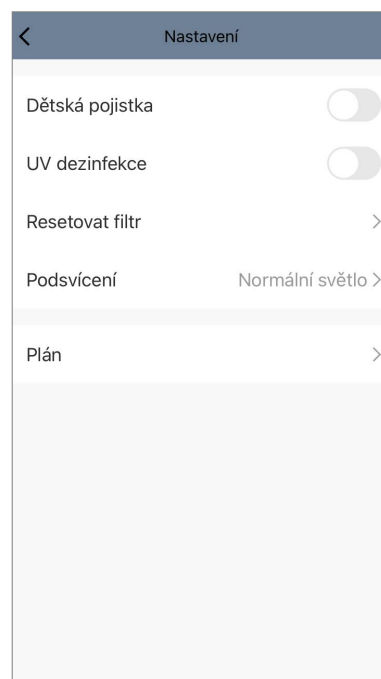 Nastavení
Dětská pojistka
UV dezinfekce
Resetovat filtr
Podsvícení Normální světlo
Plán